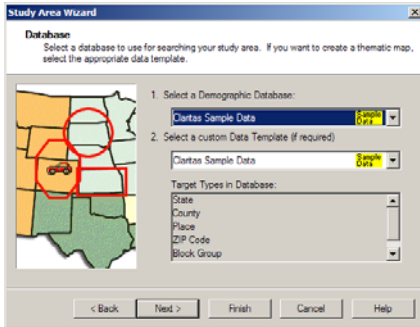 Study Area Wizard
Database
Select a database to use for searching your study area. If you want to create a thematic map,
select the appropriate data template.
1. Select a Demographic Database:
Claritas Sample Data
Sample
Data
2. Select a custom Data Template (if required)
Claritas Sample Data
Sample
Data
Target Types in Database:
State
County
Place
ZIP Code
Block Group
< Back
Next >
Finish
Cancel
Help